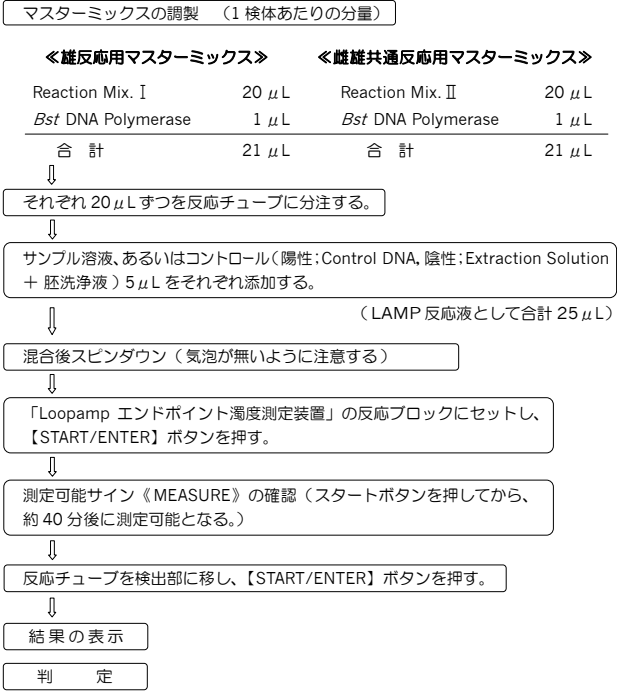 マスターミックスの調製 （1 検体あたりの分量）
≪雄反応用マスターミックス≫ ≪雌雄共通反応用マスターミックス≫
Reaction Mix.Ⅰ 20 μL Reaction Mix.Ⅱ 20 μL
Bst DNA Polymerase 1 μL Bst DNA Polymerase 1 μL
合 計 21 μL 合 計 21 μL
⇩
それぞれ 20 μL ずつを反応チューブに分注する。
⇩
サンプル溶液、あるいはコントロール（陽性；Control DNA, 陰性；Extraction Solution
＋ 胚洗浄液 ）5 μL をそれぞれ添加する。
⇩ （ LAMP 反応液として合計 25 μL）
混合後スピンダウン（ 気泡が無いように注意する）
⇩
「Loopamp エンドポイント濁度測定装置」の反応ブロックにセットし、
【START/ENTER】ボタンを押す。
⇩
測定可能サイン《 MEASURE》の確認（スタートボタンを押してから、
約 40 分後に測定可能となる。）
⇩
反応チューブを検出部に移し、【START/ENTER】ボタンを押す。
⇩
結果の表示
判 定